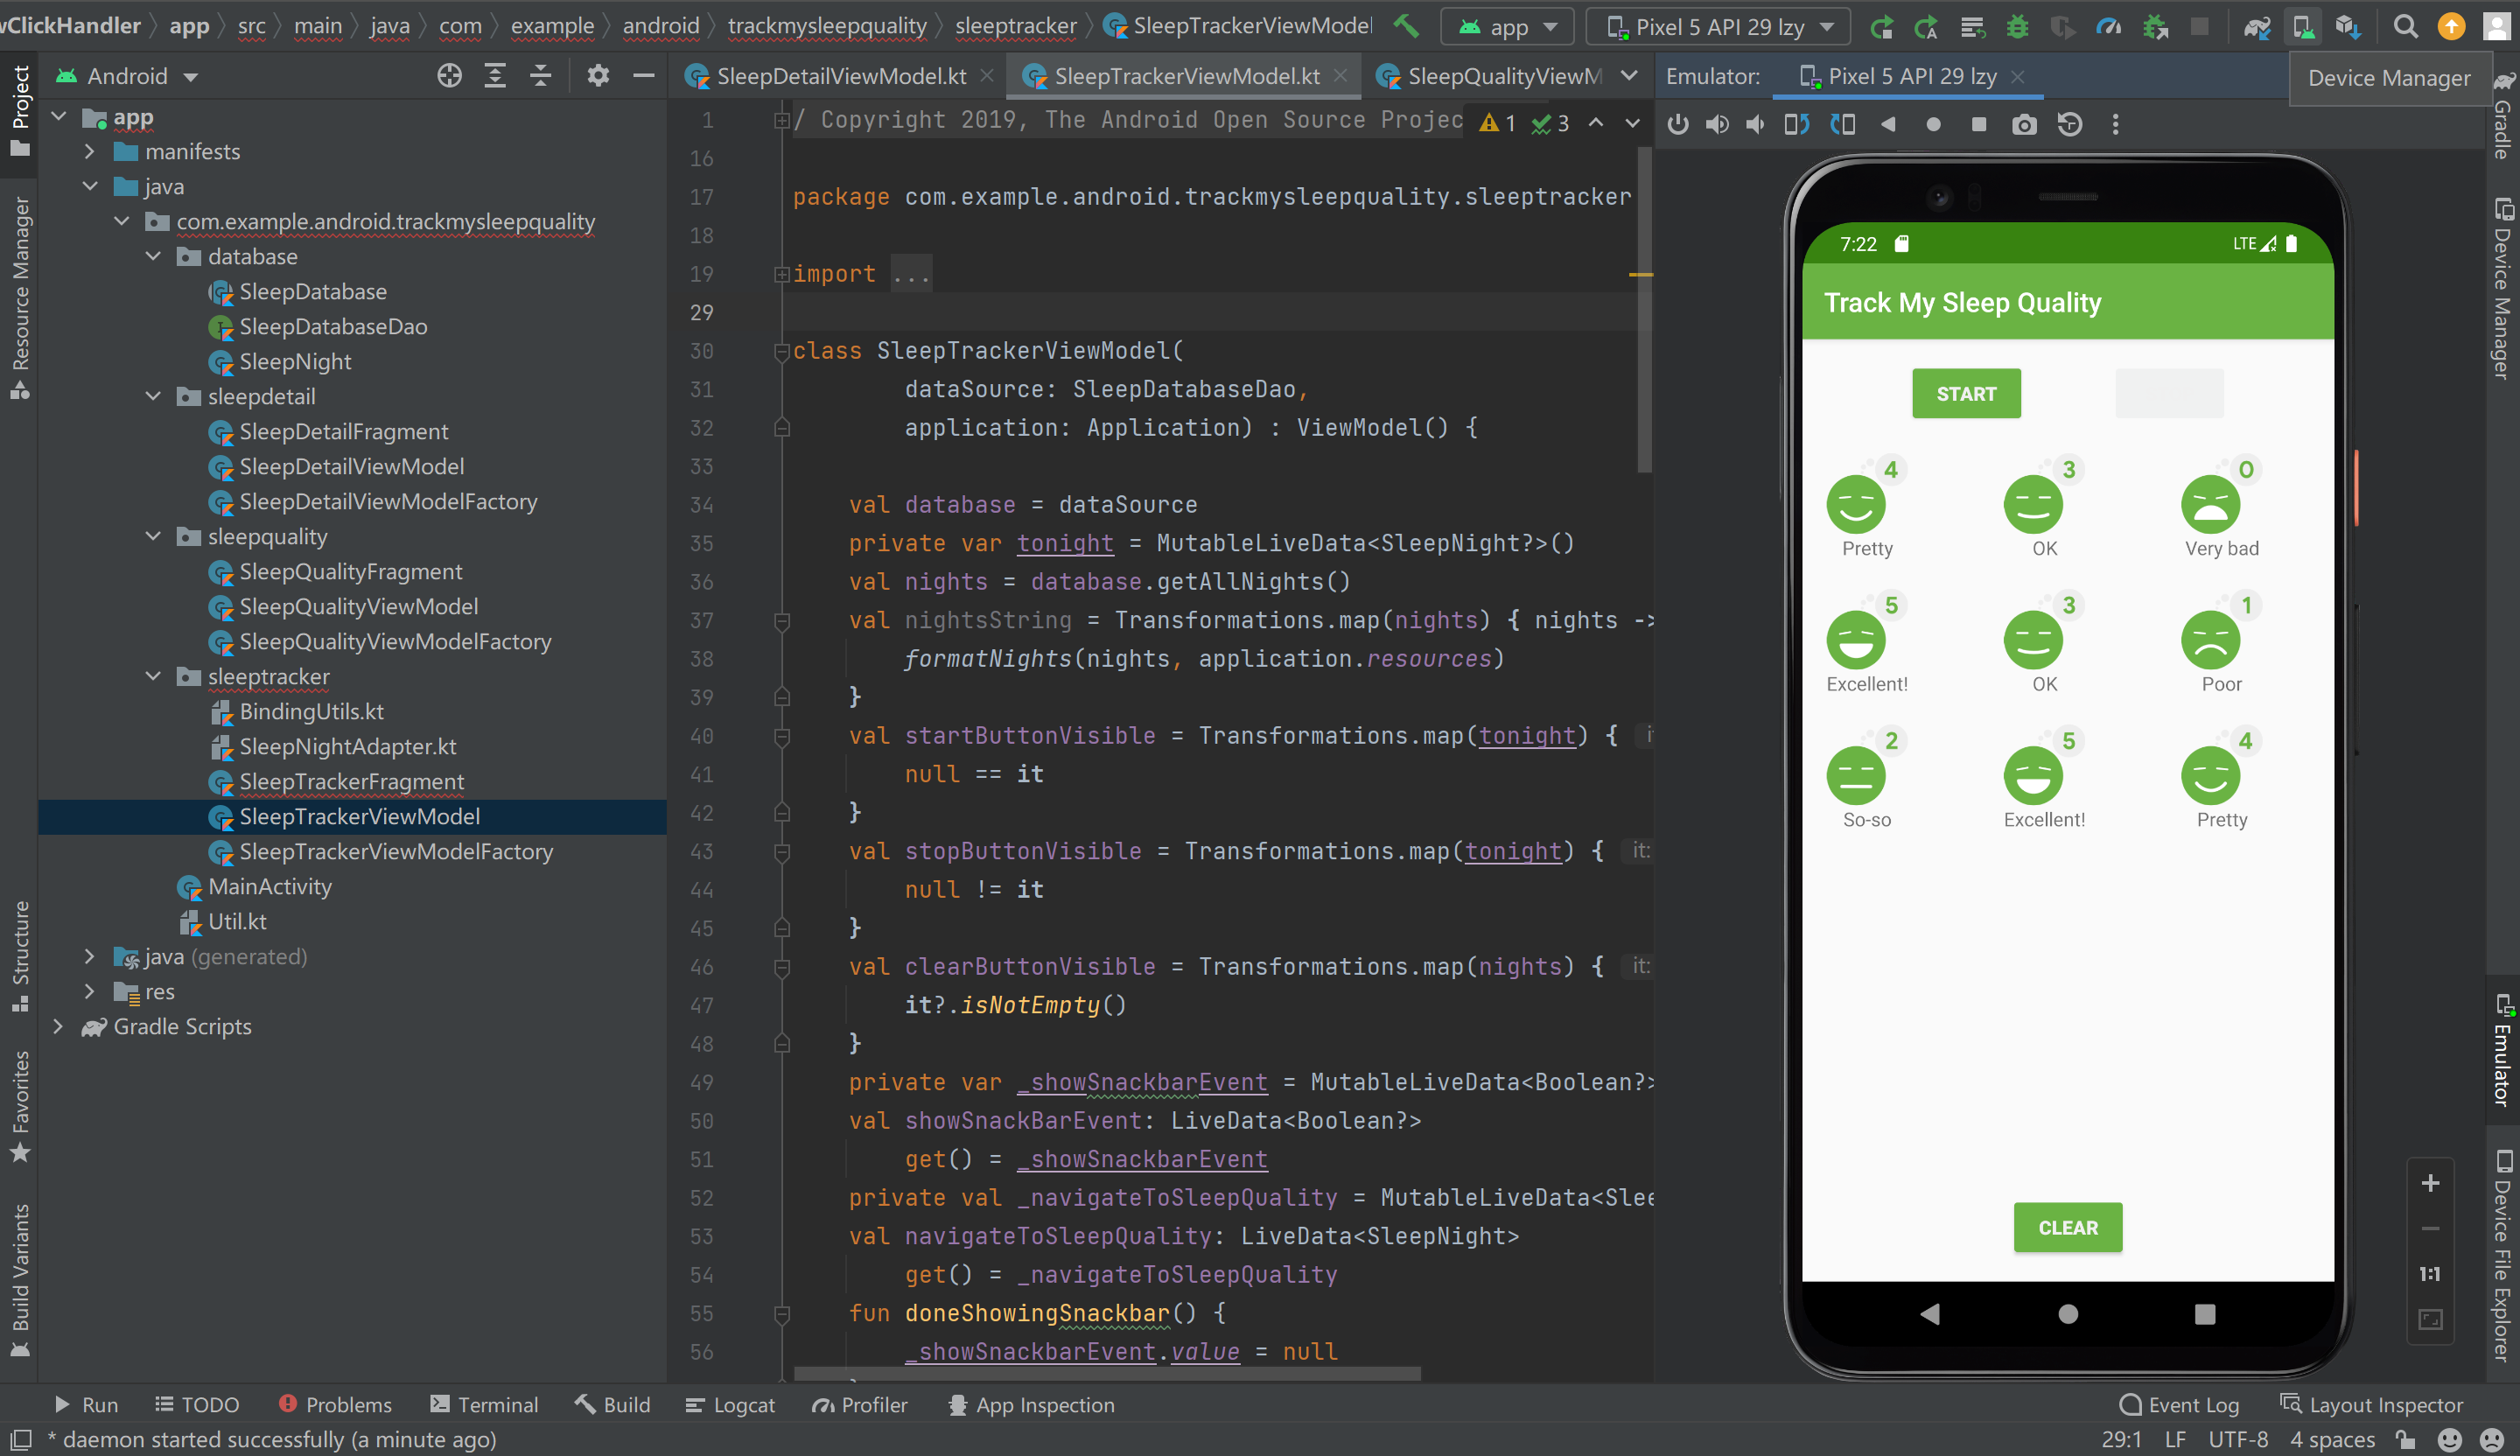 wClickHandler app src main java com example android trackmysleepquality sleeptracker SleepTrackerViewModel app Pixel 5 API 29 lzy
Android
SleepDetailViewModel.kt SleepTrackerViewModel.kt SleepQualityViewM
Emulator: Pixel 5 API 29 lzy
Device Manager
Project
Resource Manager
Structure
Favorites
Build Variants
app
manifests
java
com.example.android.trackmysleepquality
database
SleepDatabase
SleepDatabaseDao
SleepNight
sleepdetail
SleepDetailFragment
SleepDetailViewModel
SleepDetailViewModelFactory
sleepquality
SleepQualityFragment
SleepQualityViewModel
SleepQualityViewModelFactory
sleeptracker
BindingUtils.kt
SleepNightAdapter.kt
SleepTrackerFragment
SleepTrackerViewModel
SleepTrackerViewModelFactory
MainActivity
Util.kt
java (generated)
res
Gradle Scripts
1 / Copyright 2019, The Android Open Source Projec 1 3
16
17 package com.example.android.trackmysleepquality.sleeptracker
18
19 import ...
29
30 class SleepTrackerViewModel(
31 dataSource: SleepDatabaseDao,
32 application: Application) : ViewModel() {
33
34 val database = dataSource
35 private var tonight = MutableLiveData<SleepNight?>()
36 val nights = database.getAllNights()
37 val nightsString = Transformations.map(nights) { nights ->
38 formatNights(nights, application.resources)
39 }
40 val startButtonVisible = Transformations.map(tonight) { i
41 null == it
42 }
43 val stopButtonVisible = Transformations.map(tonight) { it:
44 null != it
45 }
46 val clearButtonVisible = Transformations.map(nights) { it:
47 it?.isNotEmpty()
48 }
49 private var _showSnackbarEvent = MutableLiveData<Boolean?>
50 val showSnackBarEvent: LiveData<Boolean?>
51 get() = _showSnackbarEvent
52 private val _navigateToSleepQuality = MutableLiveData<Slee
53 val navigateToSleepQuality: LiveData<SleepNight>
54 get() = _navigateToSleepQuality
55 fun doneShowingSnackbar() {
56 _showSnackbarEvent.value = null
7:22 LTE
Track My Sleep Quality
START
4 3 0
Pretty OK Very bad
5 3 1
Excellent! OK Poor
2 5 4
So-so Excellent! Pretty
CLEAR
1:1
Gradle
Device Manager
Emulator
Device File Explorer
Run TODO Problems Terminal Build Logcat Profiler App Inspection Event Log Layout Inspector
* daemon started successfully (a minute ago) 29:1 LF UTF-8 4 spaces